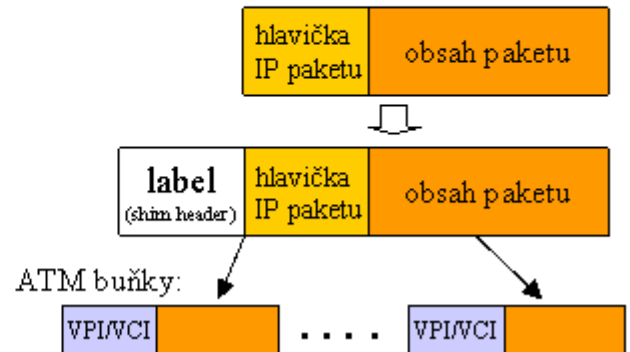 hlavička
IP paketu
obsah paketu
label
(shim header)
hlavička
IP paketu
obsah paketu
ATM buňky:
VPI/VCI
. . . .
VPI/VCI